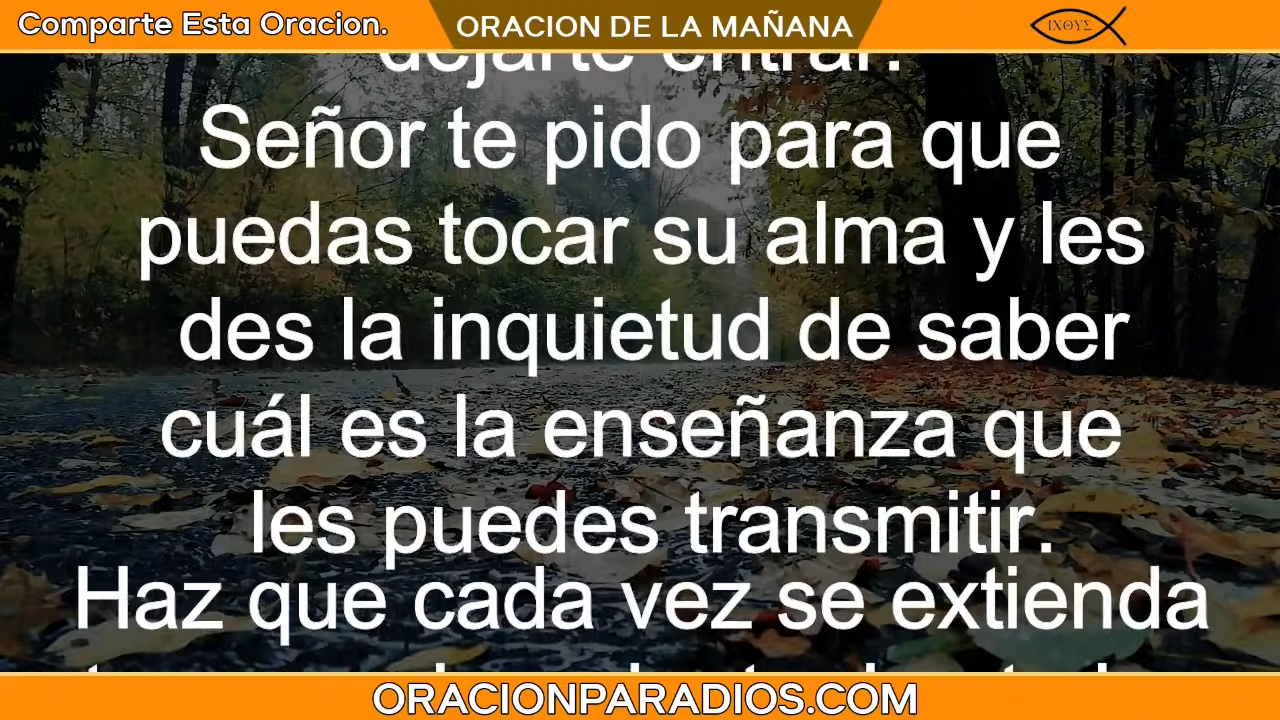 Comparte Esta Oracion.
ORACION DE LA MAÑANA
ΙΧΘΥΣ
dejarte entrar.
Señor te pido para que
puedas tocar su alma y les
des la inquietud de saber
cuál es la enseñanza que
les puedes transmitir.
Haz que cada vez se extienda
ORACIONPARADIOS.COM